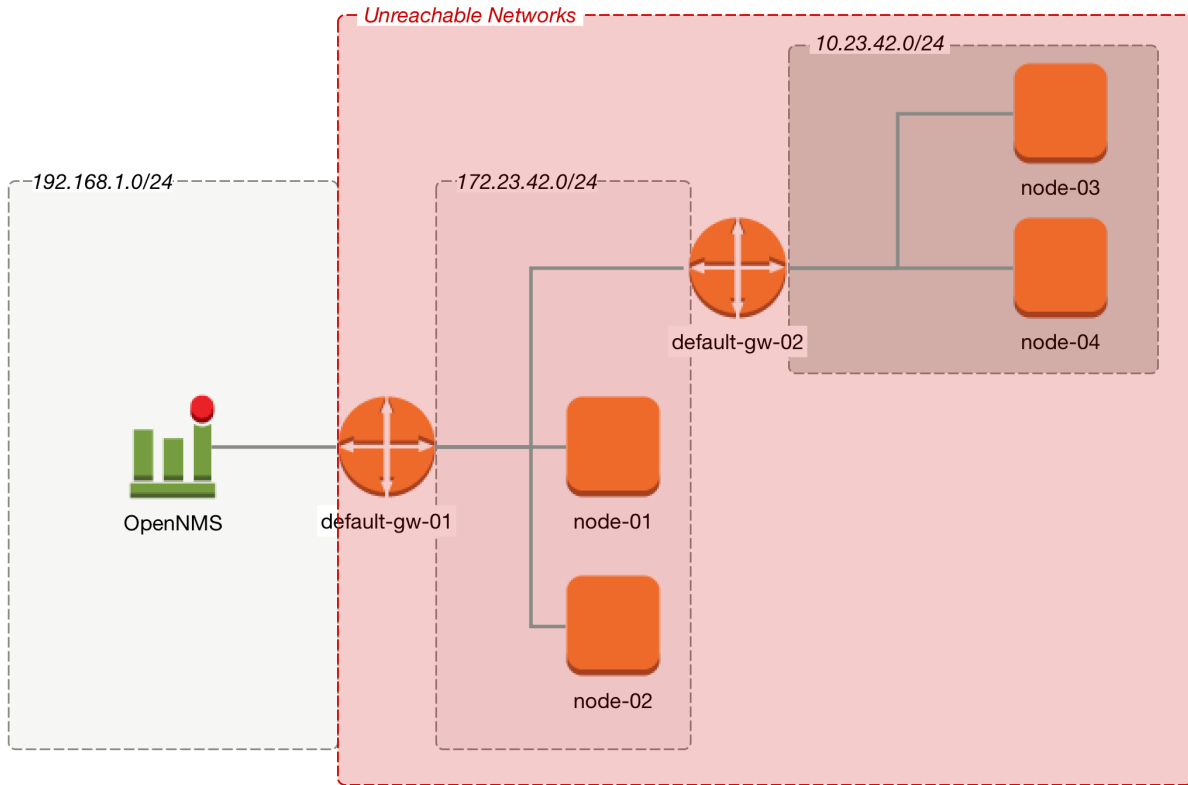 Unreachable Networks
10.23.42.0/24
node-03
192.168.1.0/24
172.23.42.0/24
default-gw-02
node-04
OpenNMS
default-gw-01
node-01
node-02